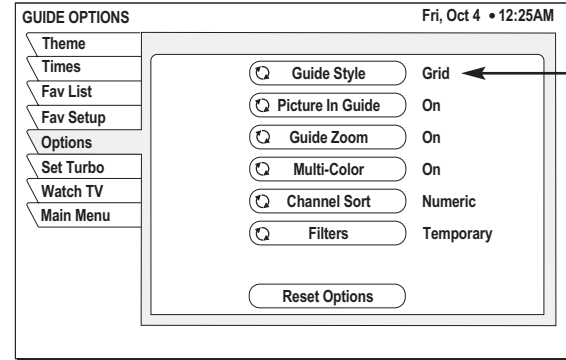 GUIDE OPTIONS
Fri, Oct 4 • 12:25AM
Theme
Times
Fav List
Fav Setup
Options
Set Turbo
Watch TV
Main Menu
Guide Style Grid
Picture In Guide On
Guide Zoom On
Multi-Color On
Channel Sort Numeric
Filters Temporary
Reset Options